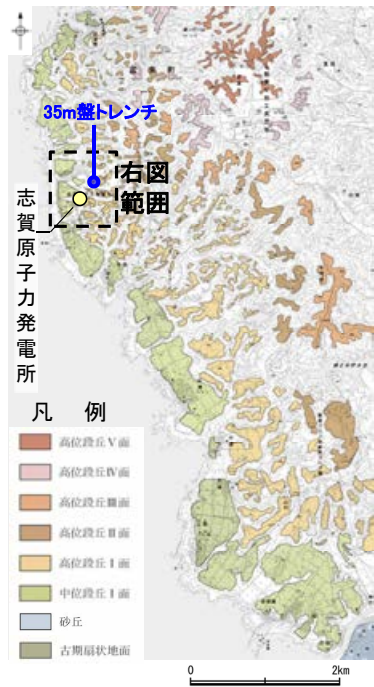 35m盤トレンチ
右図
範囲
志賀原子力発電所
凡 例
高位段丘Ⅴ面
高位段丘Ⅳ面
高位段丘Ⅲ面
高位段丘Ⅱ面
高位段丘Ⅰ面
中位段丘Ⅰ面
砂丘
古期扇状地面
0 2km